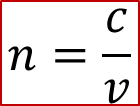 n = c/v